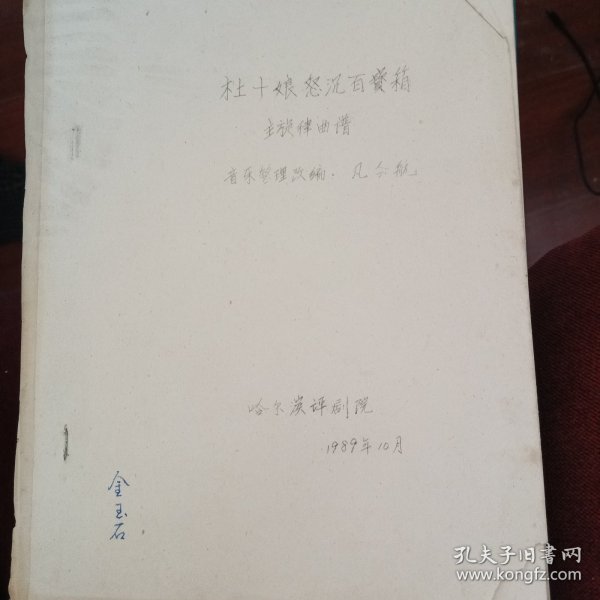 杜十娘怒沉百宝箱
主旋律曲谱
音乐整理改编：凡今航
哈尔滨评剧院
1989年10月
金玉石
孔夫子旧书网
www.kongfz.com